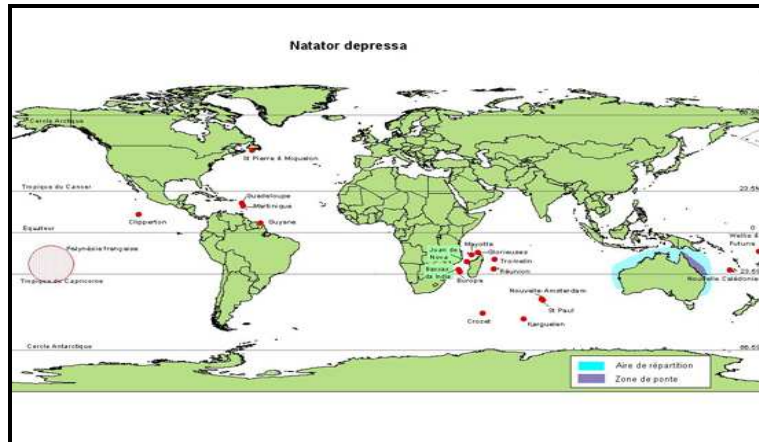 Natator depressa
Cercle Arctique
66.5N
St Pierre & Miquelon
Tropique du Cancer
23.5N
Guadeloupe
Martinique
Clipperton
Guyane
Equateur
0
Wallis &
Futuna
Polynésie française
Mayotte
Glorieuses
Juan de
Nova
Tromelin
Bassas
da India
Réunion
Europa
Tropique du Capricorne
23.5S
Nouvelle Calédonie
Nouvelle-Amsterdam
St Paul
Crozet
Kerguelen
Cercle Antarctique
66.5S
Aire de répartition
Zone de ponte